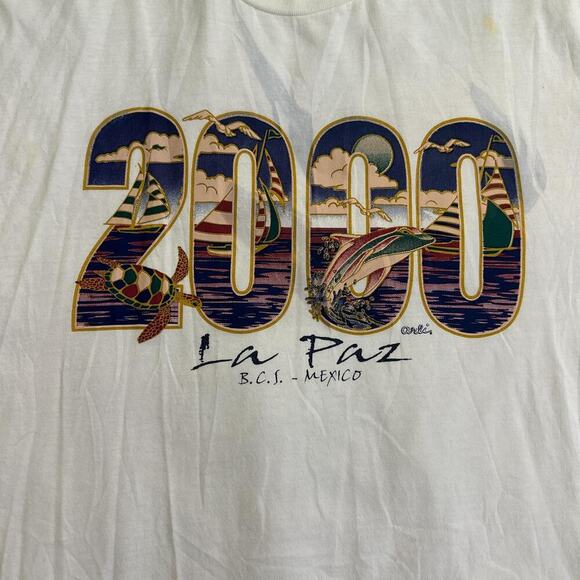 2000
La Paz
B.C.S. - MEXICO